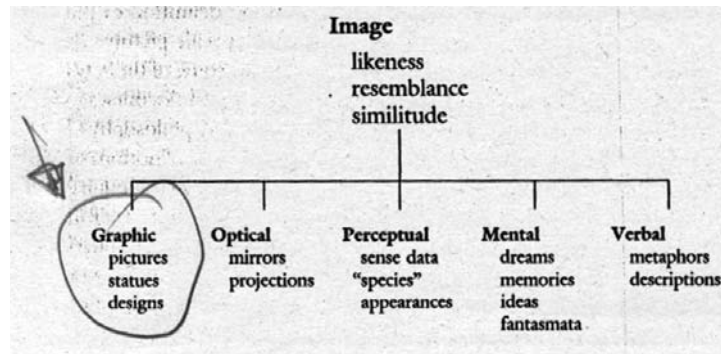 Image
likeness
resemblance
similitude
Graphic
pictures
statues
designs
Optical
mirrors
projections
Perceptual
sense data
“species”
appearances
Mental
dreams
memories
ideas
fantasmata
Verbal
metaphors
descriptions